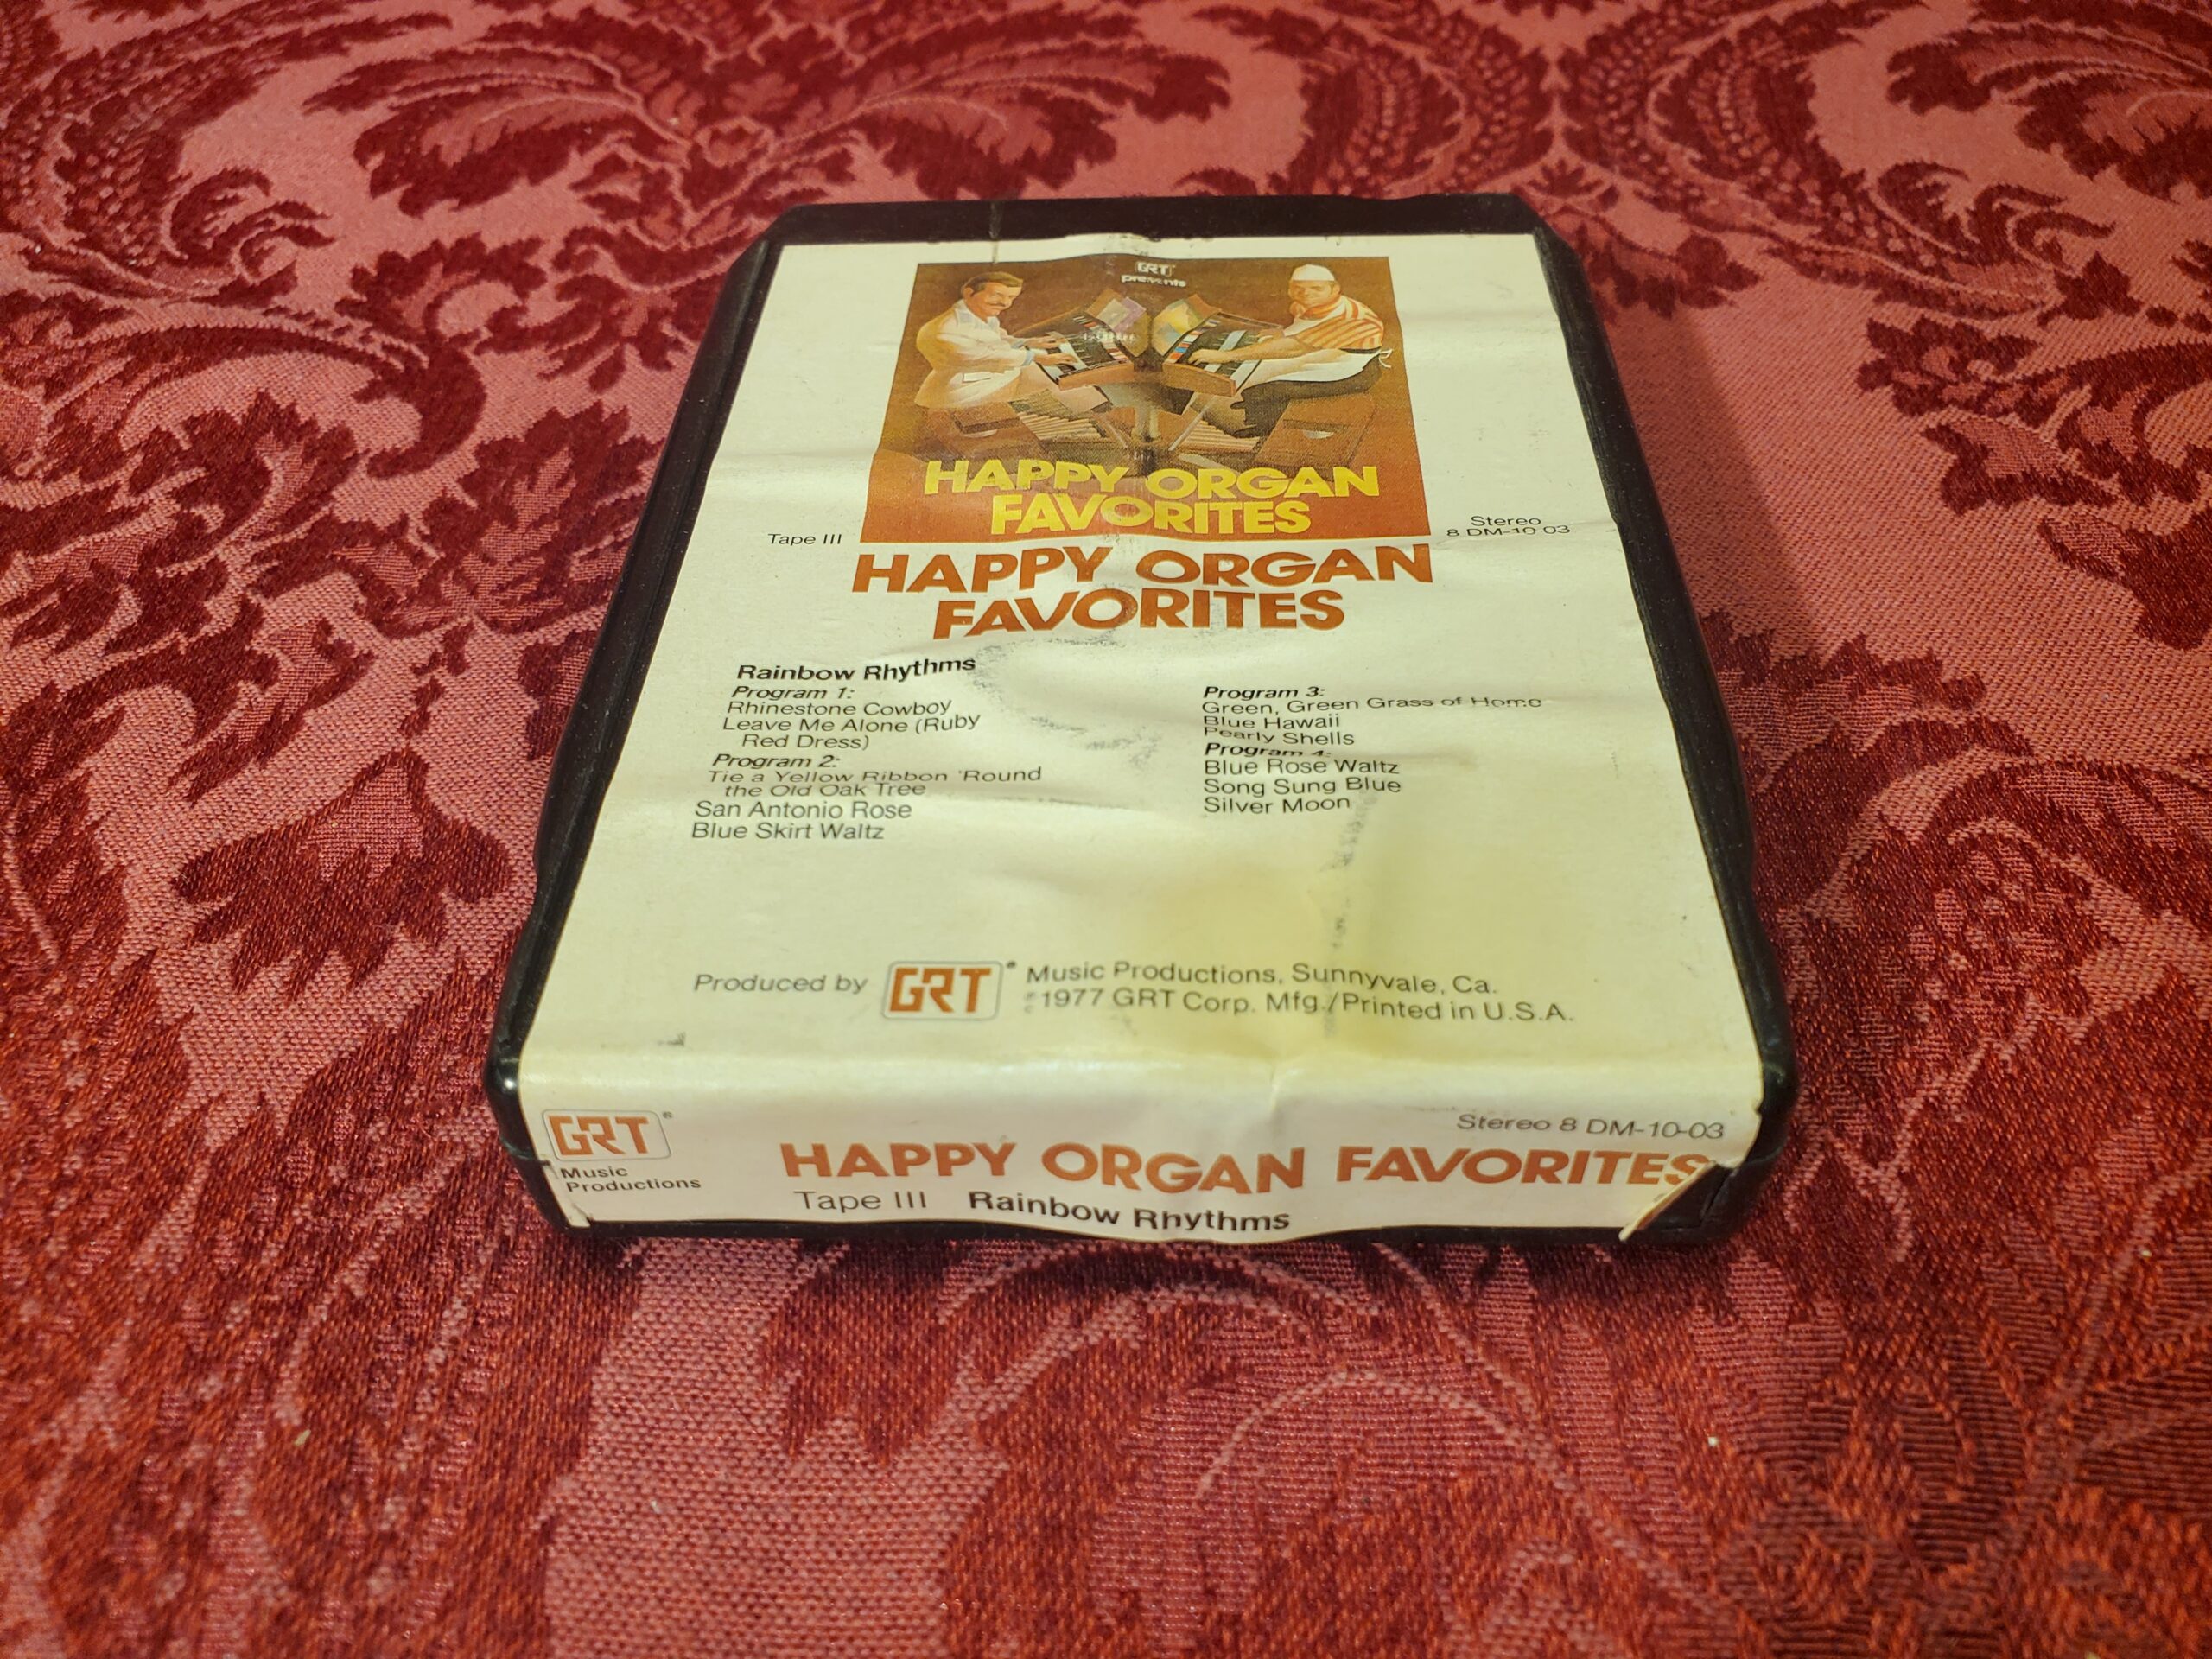 GRT
presents
HAPPY ORGAN
FAVORITES
Tape III
Stereo
8 DM-10-03
HAPPY ORGAN
FAVORITES
Rainbow Rhythms
Program 1:
Rhinestone Cowboy
Leave Me Alone (Ruby
Red Dress)
Program 2:
Tie a Yellow Ribbon 'Round
the Old Oak Tree
San Antonio Rose
Blue Skirt Waltz
Program 3:
Green, Green Grass of Home
Blue Hawaii
Pearly Shells
Program 4:
Blue Rose Waltz
Song Sung Blue
Silver Moon
Produced by GRT® Music Productions, Sunnyvale, Ca.
1977 GRT Corp. Mfg./Printed in U.S.A.
GRT®
Music
Productions
Stereo 8 DM-10-03
HAPPY ORGAN FAVORITES
Tape III Rainbow Rhythms